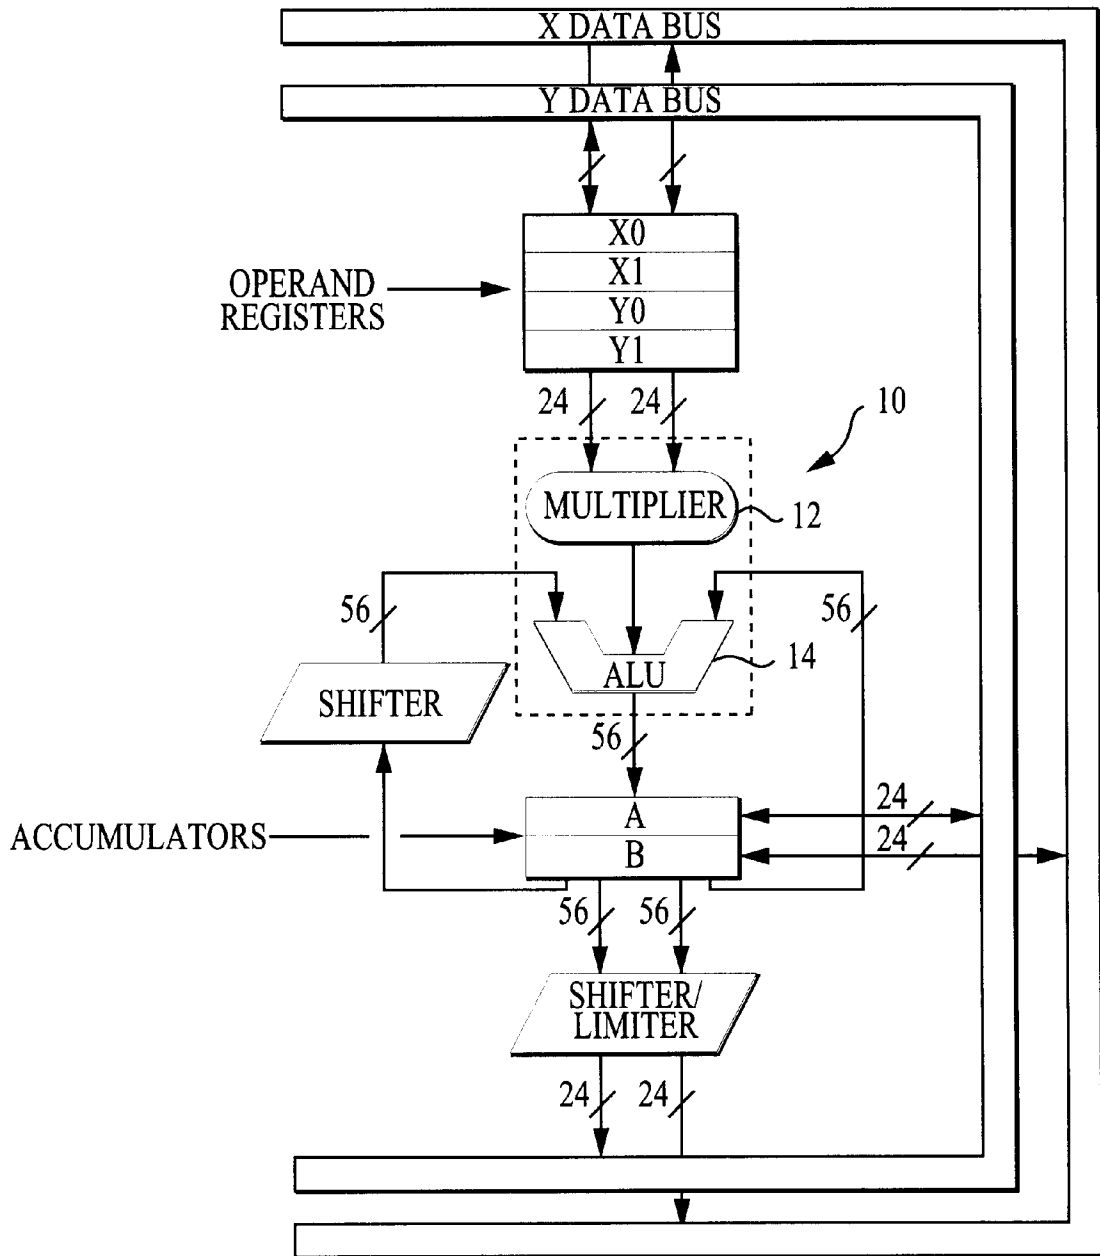 X DATA BUS
Y DATA BUS
X0
X1
Y0
Y1
OPERAND
REGISTERS
24
24
10
MULTIPLIER
12
56
56
ALU
14
SHIFTER
56
24
A
ACCUMULATORS
B
24
56
56
SHIFTER/
LIMITER
24
24